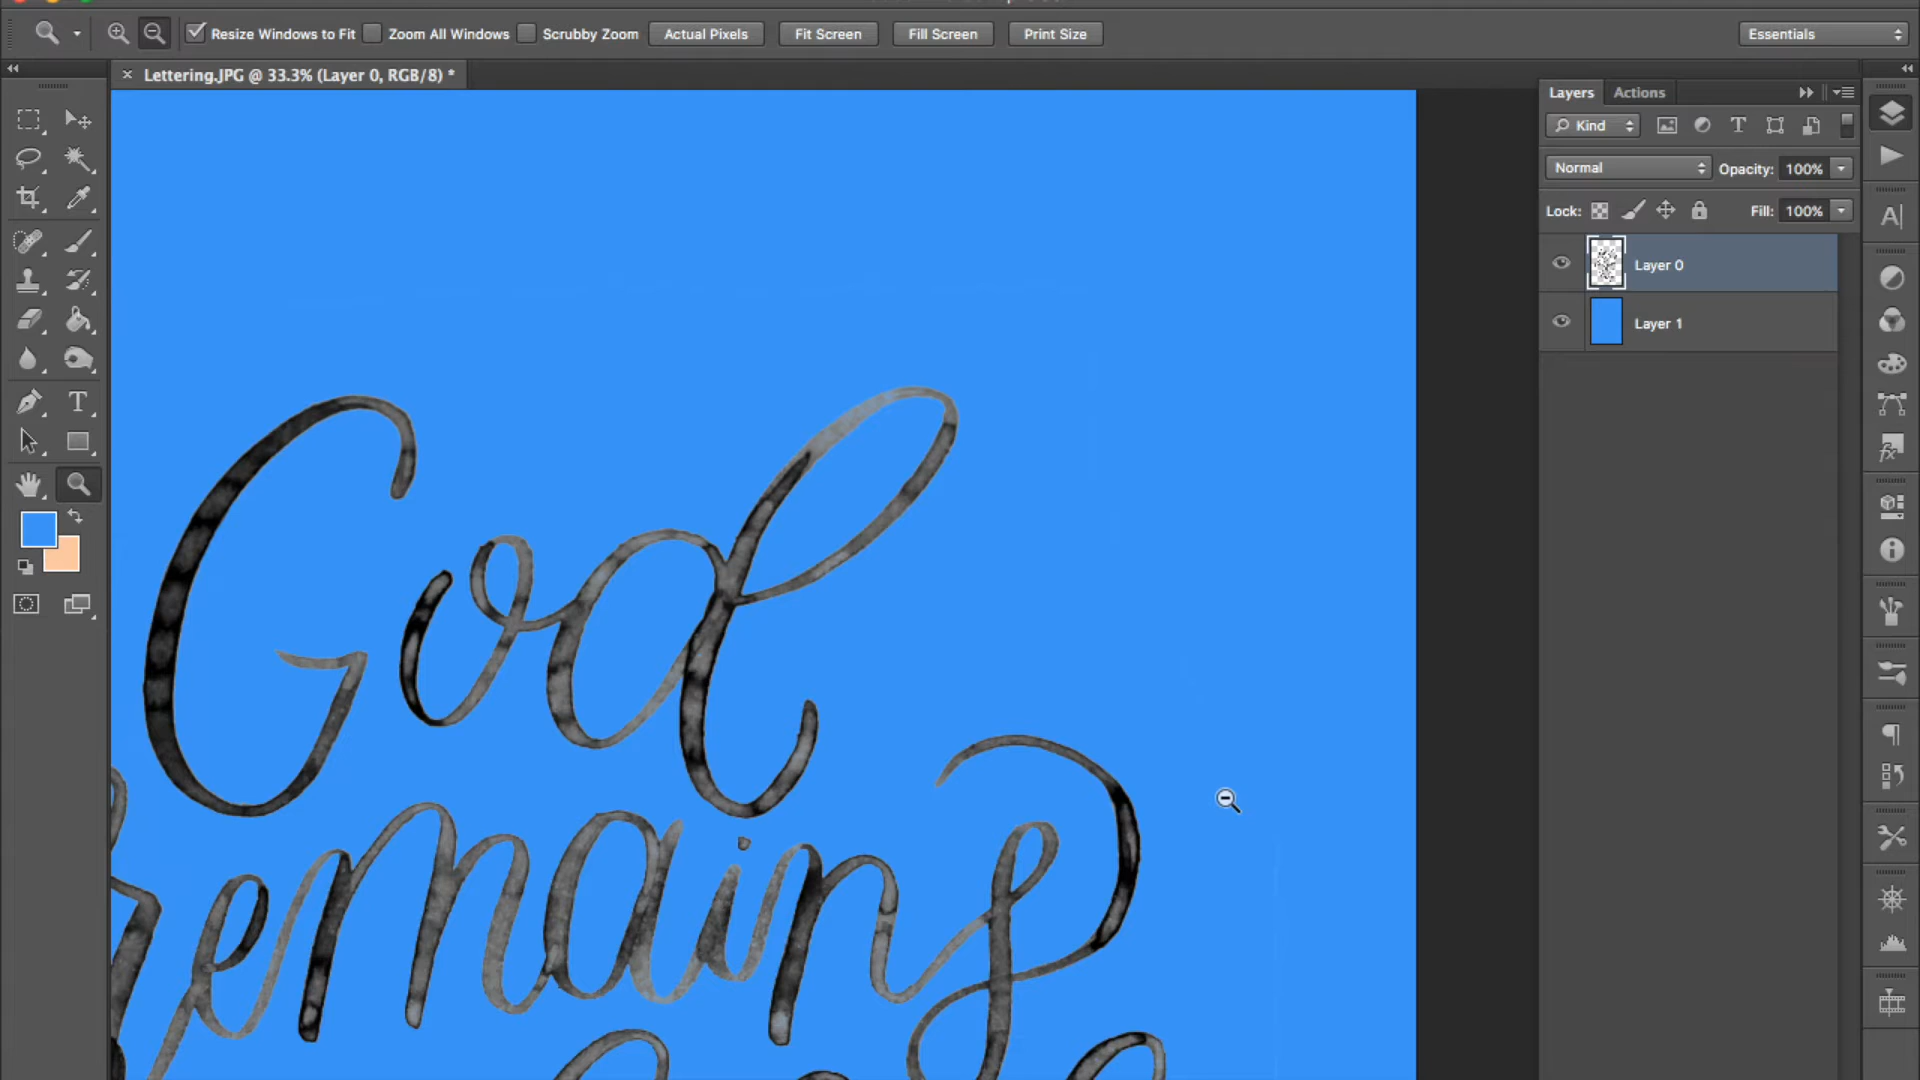 Resize Windows to Fit Zoom All Windows Scrubby Zoom Actual Pixels Fit Screen Fill Screen Print Size Essentials
Lettering.JPG @ 33.3% (Layer 0, RGB/8) *
Layers Actions
Kind
Normal Opacity: 100%
Lock: Fill: 100%
Layer 0
Layer 1
God
remains